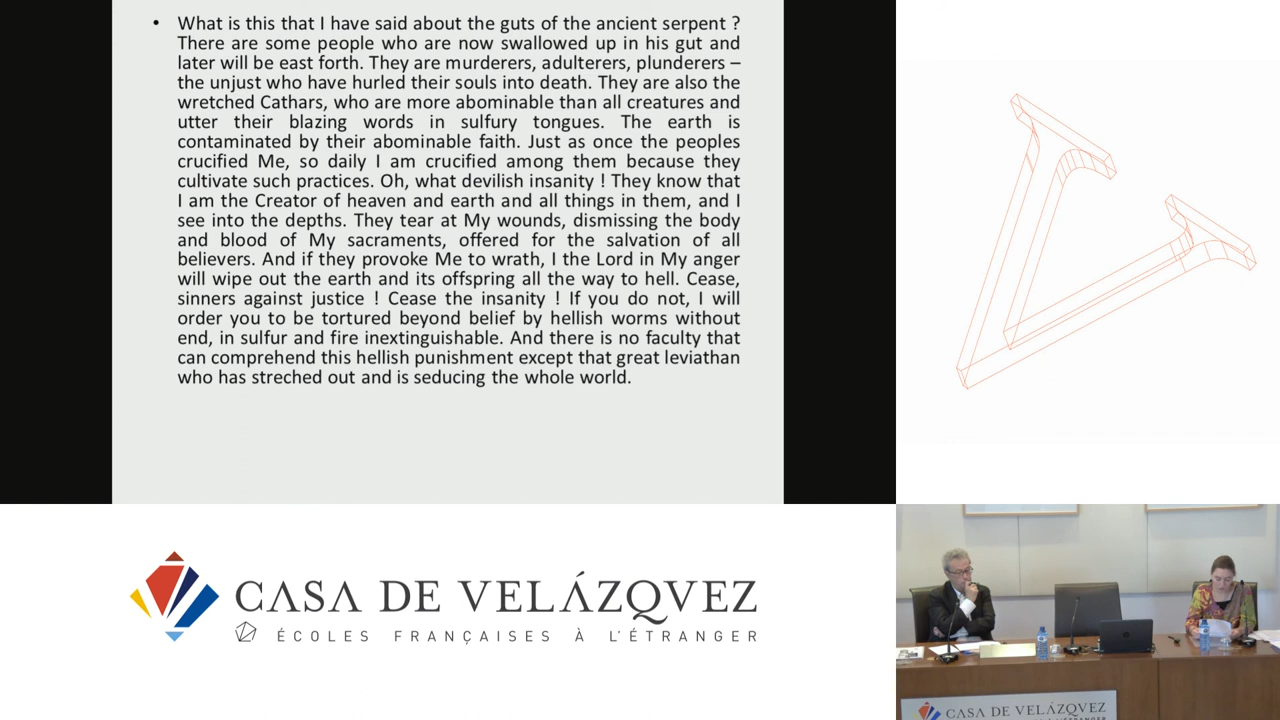 • What is this that I have said about the guts of the ancient serpent ?
There are some people who are now swallowed up in his gut and
later will be east forth. They are murderers, adulterers, plunderers –
the unjust who have hurled their souls into death. They are also the
wretched Cathars, who are more abominable than all creatures and
utter their blazing words in sulfury tongues. The earth is
contaminated by their abominable faith. Just as once the peoples
crucified Me, so daily I am crucified among them because they
cultivate such practices. Oh, what devilish insanity ! They know that
I am the Creator of heaven and earth and all things in them, and I
see into the depths. They tear at My wounds, dismissing the body
and blood of My sacraments, offered for the salvation of all
believers. And if they provoke Me to wrath, I the Lord in My anger
will wipe out the earth and its offspring all the way to hell. Cease,
sinners against justice ! Cease the insanity ! If you do not, I will
order you to be tortured beyond belief by hellish worms without
end, in sulfur and fire inextinguishable. And there is no faculty that
can comprehend this hellish punishment except that great leviathan
who has streched out and is seducing the whole world.
V
CASA DE VELÁZQVEZ
ÉCOLES FRANÇAISES À L'ÉTRANGER
CASA DE VELÁZQVEZ